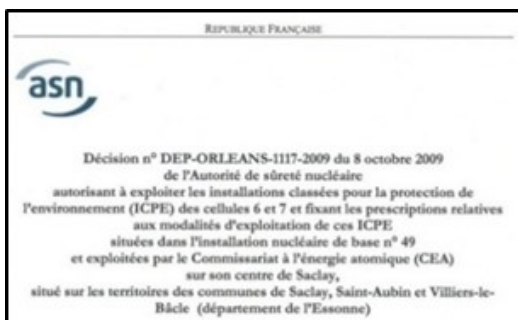 REPUBLIQUE FRANÇAISE
asn
Décision n° DEP-ORLEANS-1117-2009 du 8 octobre 2009
de l'Autorité de sûreté nucléaire
autorisant à exploiter les installations classées pour la protection de
l'environnement (ICPE) des cellules 6 et 7 et fixant les prescriptions relatives
aux modalités d'exploitation de ces ICPE
situées dans l'installation nucléaire de base n° 49
et exploitées par le Commissariat à l'énergie atomique (CEA)
sur son centre de Saclay,
situé sur les territoires des communes de Saclay, Saint-Aubin et Villiers-le-
Bâcle (département de l'Essonne)